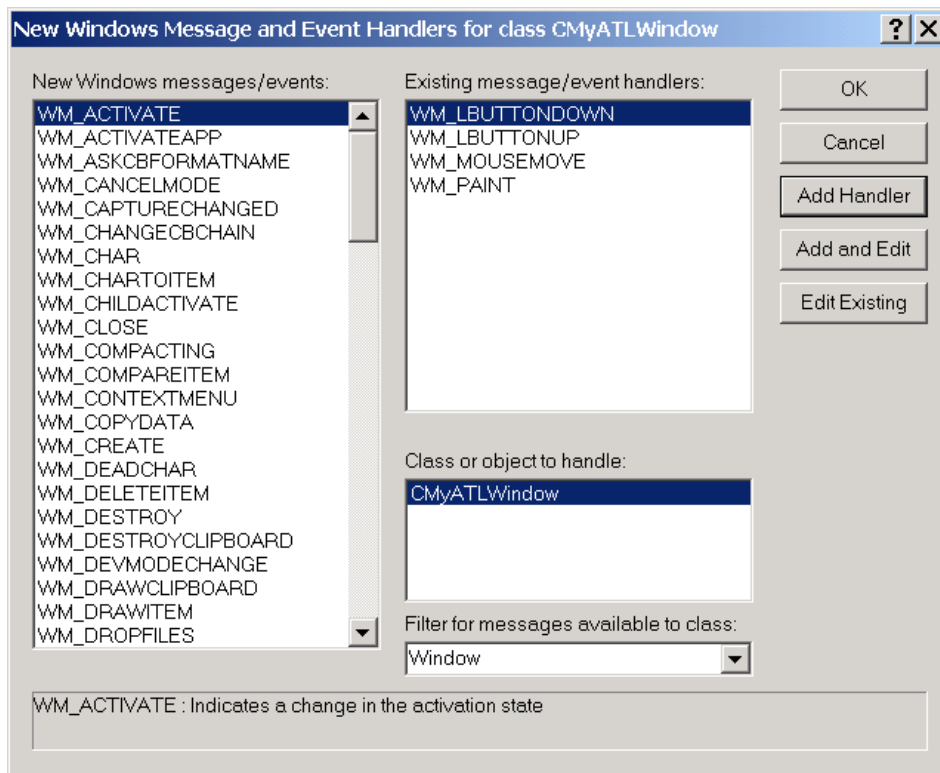 New Windows Message and Event Handlers for class CMyATLWindow
New Windows messages/events:
WM_ACTIVATE
WM_ACTIVATEAPP
WM_ASKCBFORMATNAME
WM_CANCELMODE
WM_CAPTURECHANGED
WM_CHANGECBCHAIN
WM_CHAR
WM_CHARTOITEM
WM_CHILDACTIVATE
WM_CLOSE
WM_COMPACTING
WM_COMPAREITEM
WM_CONTEXTMENU
WM_COPYDATA
WM_CREATE
WM_DEADCHAR
WM_DELETEITEM
WM_DESTROY
WM_DESTROYCLIPBOARD
WM_DEVMODECHANGE
WM_DRAWCLIPBOARD
WM_DRAWITEM
WM_DROPFILES
Existing message/event handlers:
WM_LBUTTONDOWN
WM_LBUTTONUP
WM_MOUSEMOVE
WM_PAINT
Class or object to handle:
CMyATLWindow
Filter for messages available to class:
Window
OK
Cancel
Add Handler
Add and Edit
Edit Existing
WM_ACTIVATE : Indicates a change in the activation state